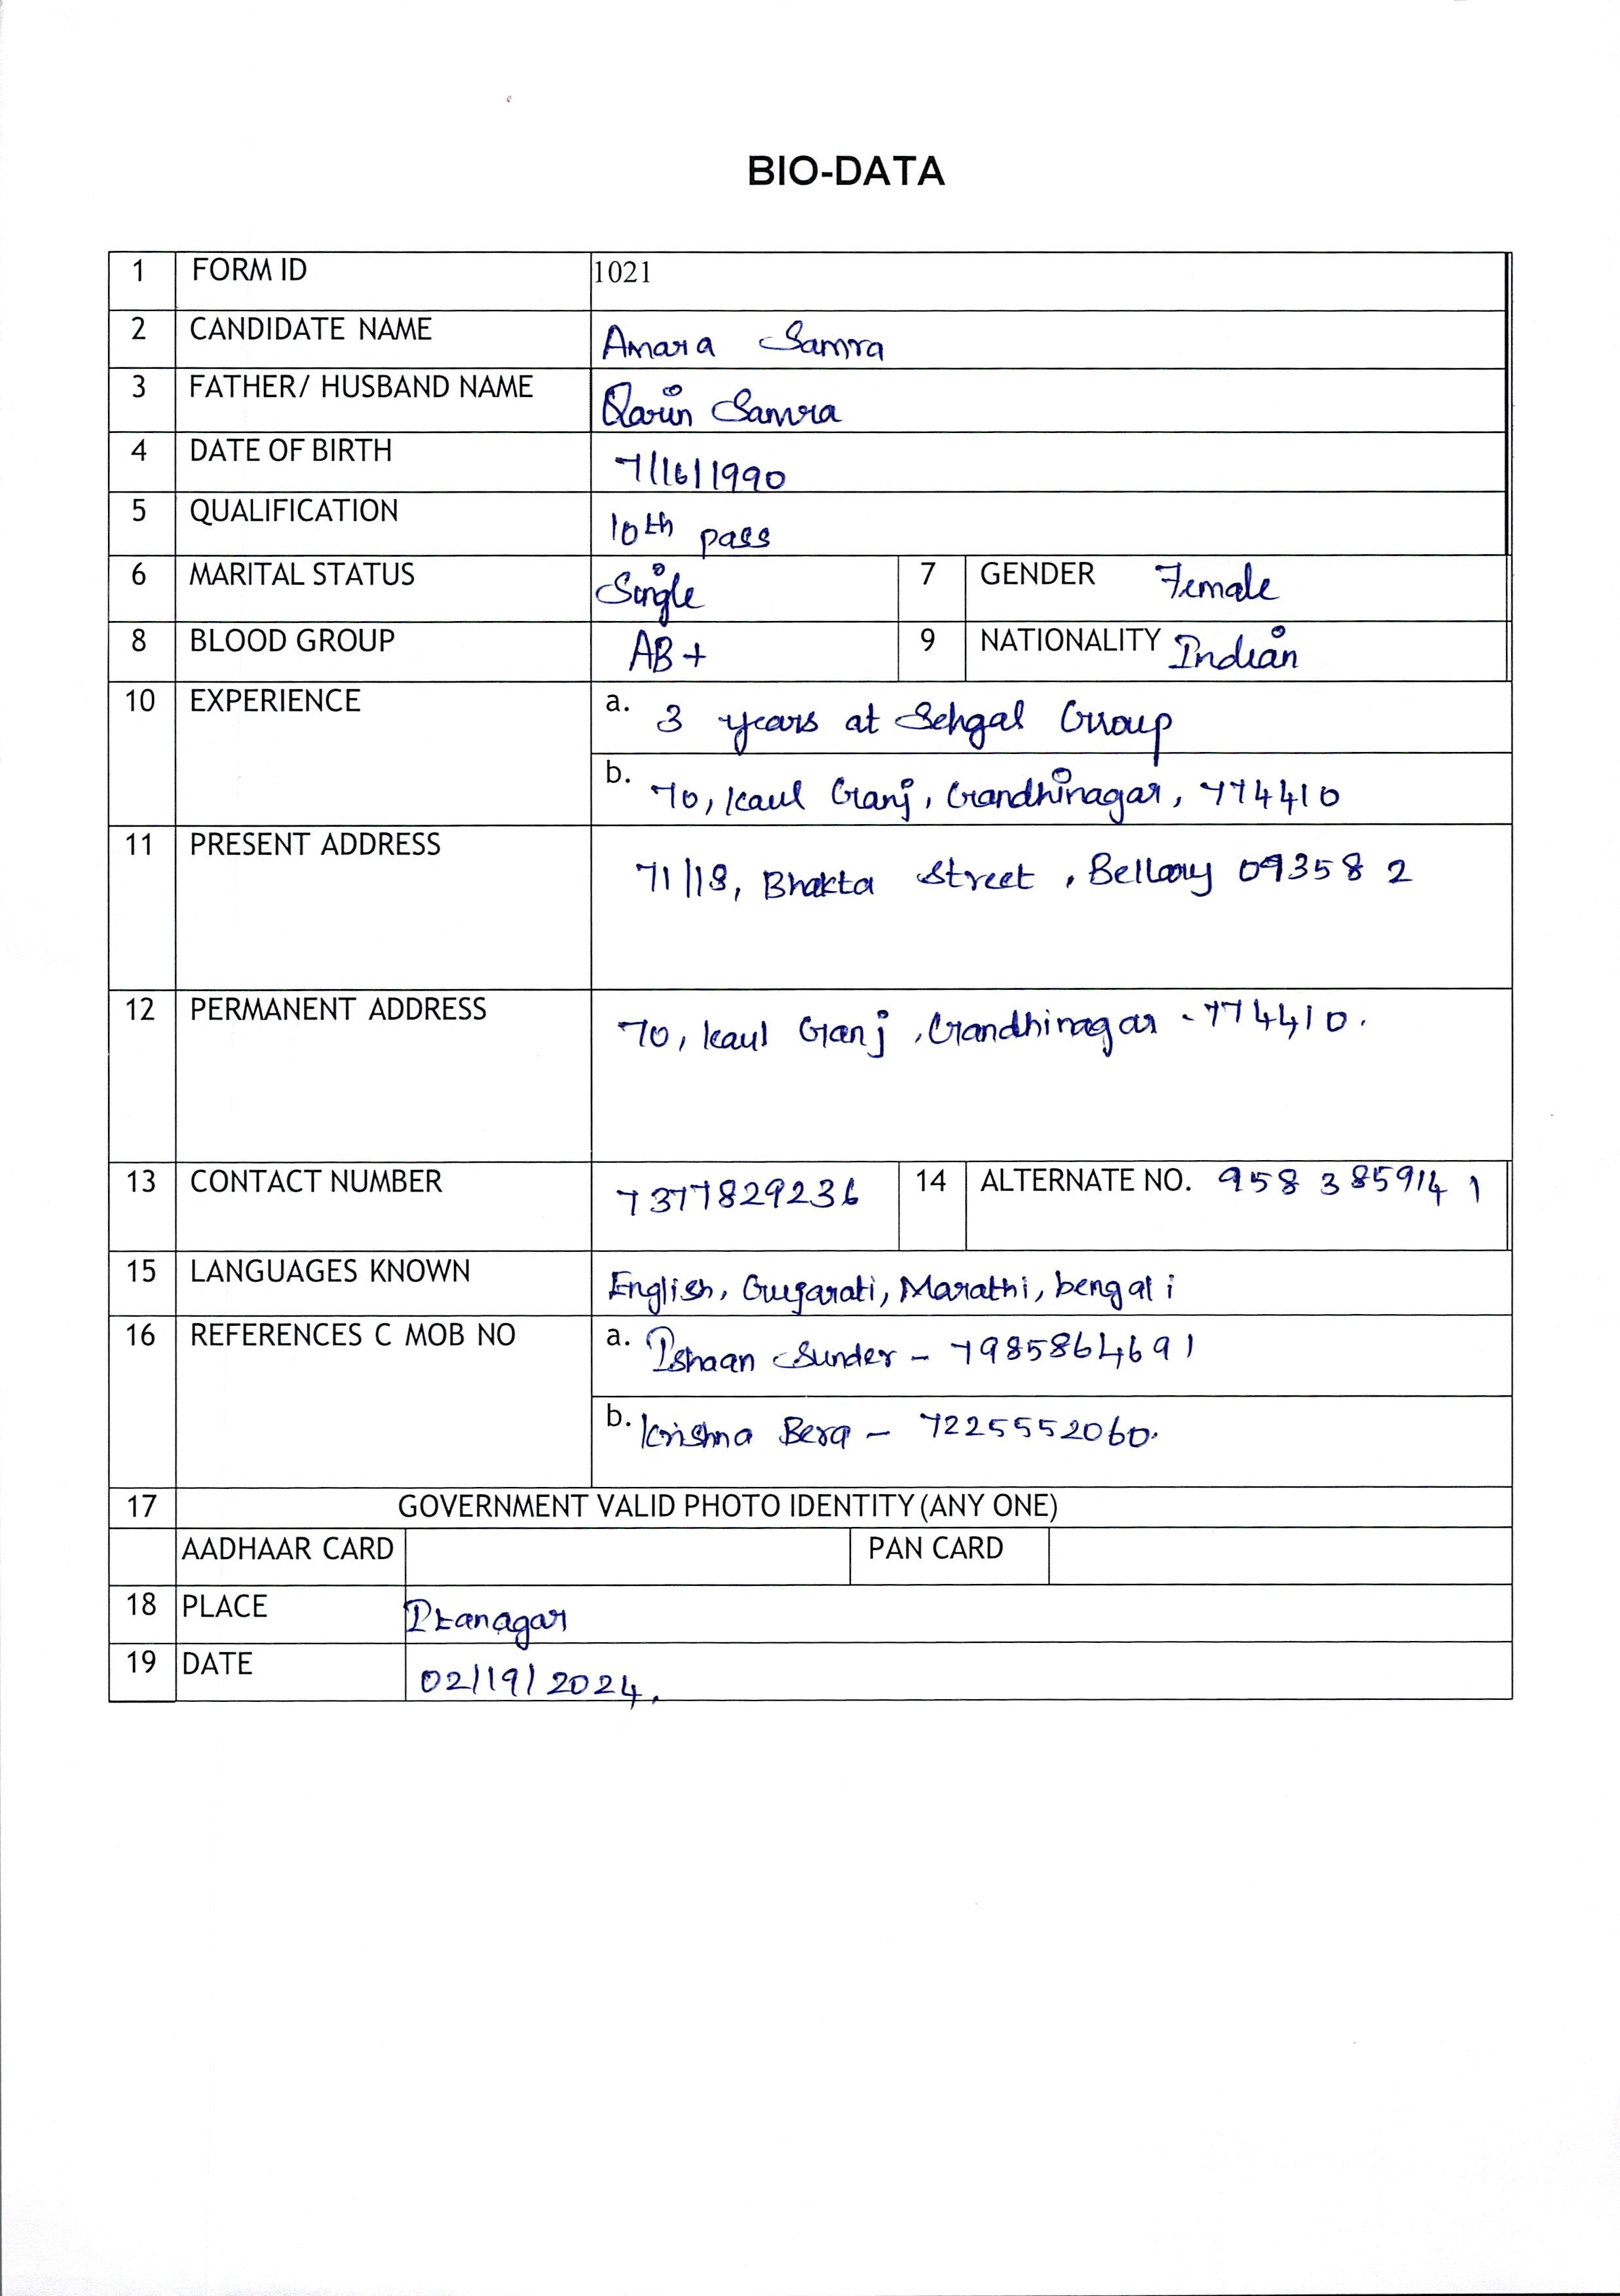 BIO-DATA
1 FORM ID 1021
2 CANDIDATE NAME Amara Samra
3 FATHER/ HUSBAND NAME Qarin Samra
4 DATE OF BIRTH 7/16/1990
5 QUALIFICATION 10th pass
6 MARITAL STATUS Single 7 GENDER Female
8 BLOOD GROUP AB+ 9 NATIONALITY Indian
10 EXPERIENCE a. 3 years at Sehgal Group
b. 70, Kaul Ganj, Gandhinagar, 774410
11 PRESENT ADDRESS 71/18, Bhakta Street, Bellary 093582
12 PERMANENT ADDRESS 70, Kaul Ganj, Gandhinagar - 774410.
13 CONTACT NUMBER 7377829236 14 ALTERNATE NO. 9583859141
15 LANGUAGES KNOWN English, Gujarati, Marathi, bengali
16 REFERENCES C MOB NO a. Ishaan Sunder - 7985864691
b. Krishna Bera - 7225552060.
17 GOVERNMENT VALID PHOTO IDENTITY (ANY ONE)
AADHAAR CARD PAN CARD
18 PLACE Itanagar
19 DATE 02/19/2024.